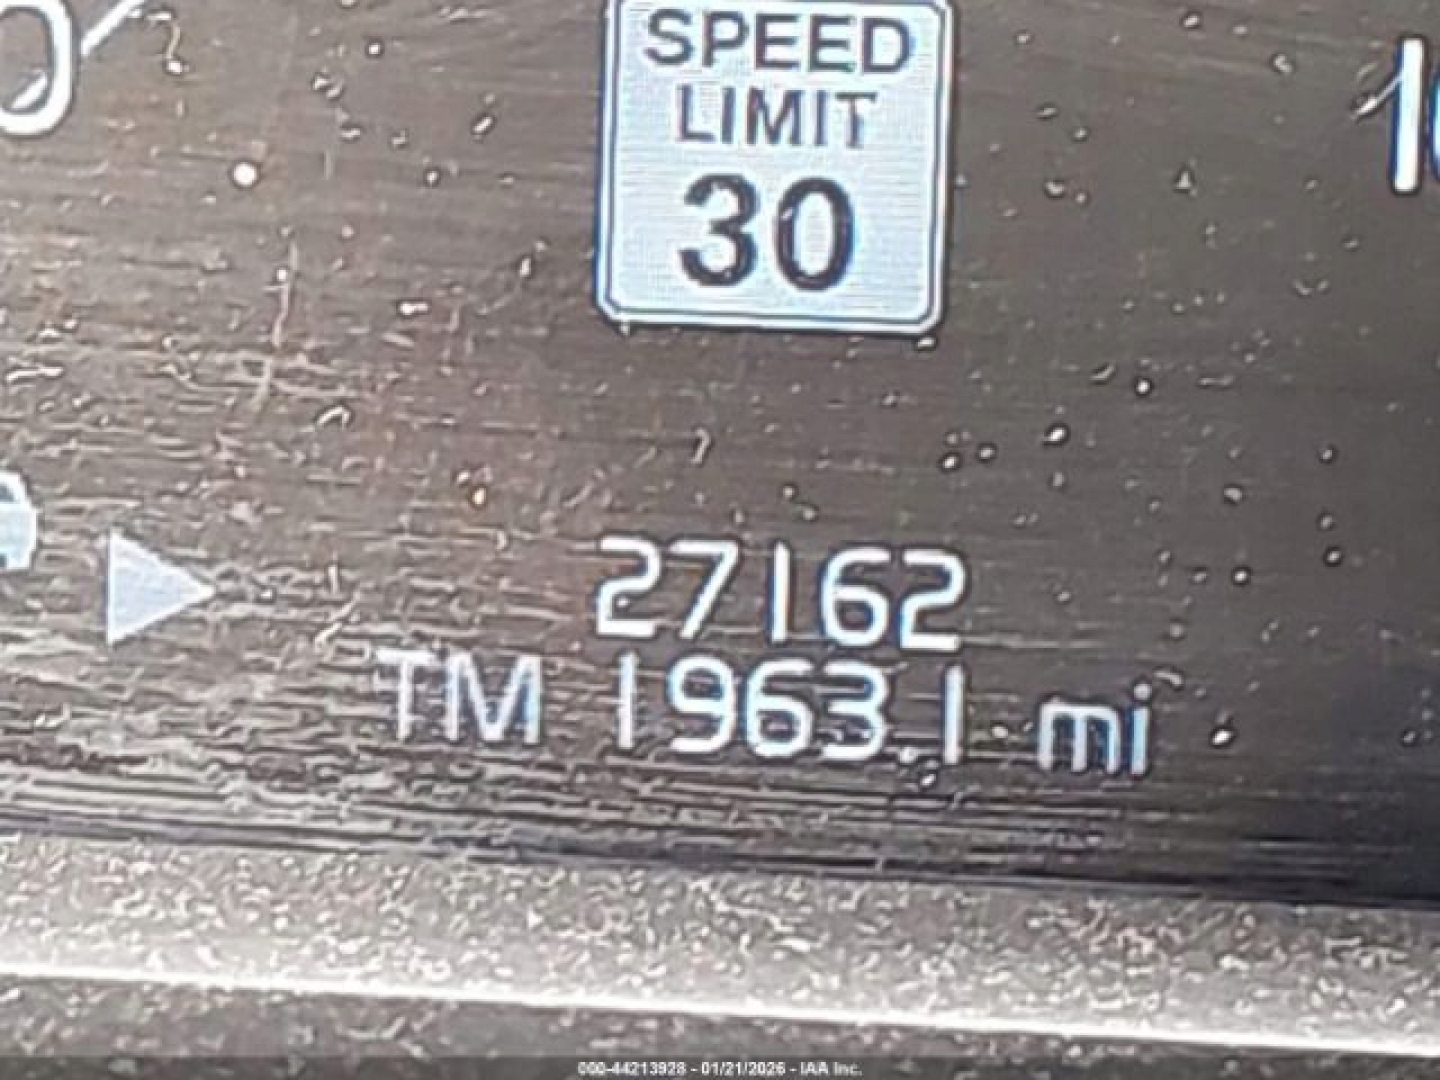 SPEED
LIMIT
30
27162
TM 1963.1 mi
000-44213928 - 01/21/2026 - IAA Inc.